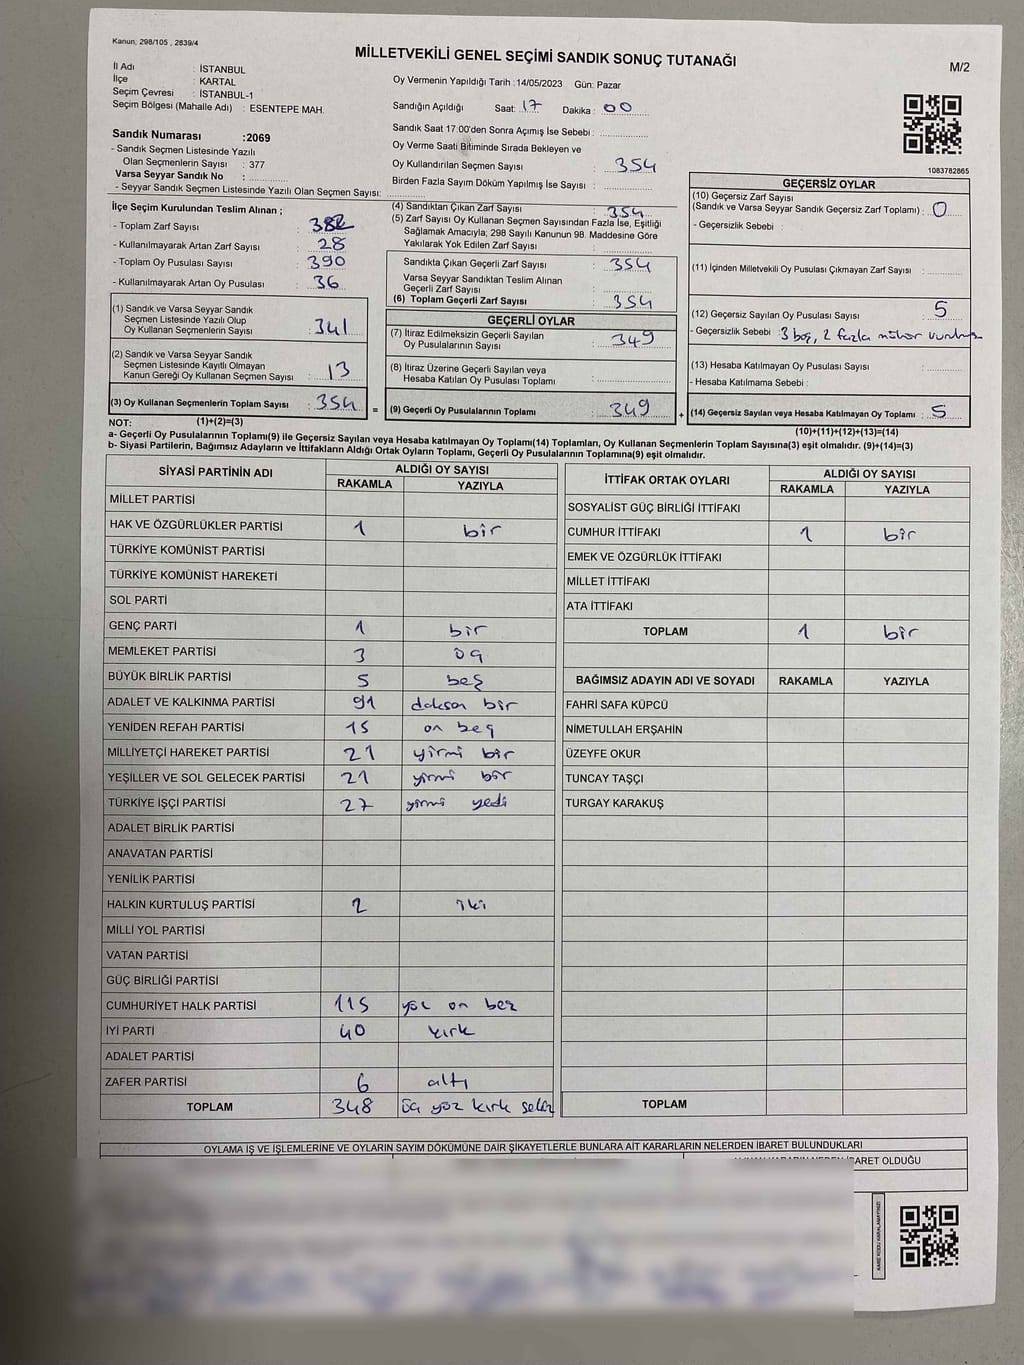 Kanun, 298/105 , 2839/4
MİLLETVEKİLİ GENEL SEÇİMİ SANDIK SONUÇ TUTANAĞI
M/2
İl Adı : İSTANBUL
İlçe : KARTAL
Seçim Çevresi : İSTANBUL-1
Seçim Bölgesi (Mahalle Adı) : ESENTEPE MAH.
Oy Vermenin Yapıldığı Tarih : 14/05/2023 Gün: Pazar
Sandığın Açıldığı Saat: 17 Dakika : 00
Sandık Saat 17:00'den Sonra Açımış İse Sebebi :
Oy Verme Saati Bitiminde Sırada Bekleyen ve
Oy Kullandırılan Seçmen Sayısı : 354
Birden Fazla Sayım Döküm Yapılmış İse Sayısı :
Sandık Numarası :2069
- Sandık Seçmen Listesinde Yazılı
Olan Seçmenlerin Sayısı : 377
Varsa Seyyar Sandık No :
- Seyyar Sandık Seçmen Listesinde Yazılı Olan Seçmen Sayısı:
1083782865
İlçe Seçim Kurulundan Teslim Alınan ;
- Toplam Zarf Sayısı : 382
- Kullanılmayarak Artan Zarf Sayısı : 28
- Toplam Oy Pusulası Sayısı : 390
- Kullanılmayarak Artan Oy Pusulası : 36
(1) Sandık ve Varsa Seyyar Sandık
Seçmen Listesinde Yazılı Olup
Oy Kullanan Seçmenlerin Sayısı : 341
(2) Sandık ve Varsa Seyyar Sandık
Seçmen Listesinde Kayıtlı Olmayan
Kanun Gereği Oy Kullanan Seçmen Sayısı : 13
(3) Oy Kullanan Seçmenlerin Toplam Sayısı : 354
(1)+(2)=(3)
(4) Sandıktan Çıkan Zarf Sayısı : 354
(5) Zarf Sayısı Oy Kullanan Seçmen Sayısından Fazla İse, Eşitliği
Sağlamak Amacıyla; 298 Sayılı Kanunun 98. Maddesine Göre
Yakılarak Yok Edilen Zarf Sayısı :
Sandıkta Çıkan Geçerli Zarf Sayısı : 354
Varsa Seyyar Sandıktan Teslim Alınan
Geçerli Zarf Sayısı :
(6) Toplam Geçerli Zarf Sayısı : 354
GEÇERLİ OYLAR
(7) İtiraz Edilmeksizin Geçerli Sayılan
Oy Pusulalarının Sayısı : 349
(8) İtiraz Üzerine Geçerli Sayılan veya
Hesaba Katılan Oy Pusulası Toplamı :
= (9) Geçerli Oy Pusulalarının Toplamı : 349
GEÇERSİZ OYLAR
(10) Geçersiz Zarf Sayısı
(Sandık ve Varsa Seyyar Sandık Geçersiz Zarf Toplamı) : 0
- Geçersizlik Sebebi :
(11) İçinden Milletvekili Oy Pusulası Çıkmayan Zarf Sayısı :
(12) Geçersiz Sayılan Oy Pusulası Sayısı : 5
- Geçersizlik Sebebi : 3 boş, 2 fazla mühür vurulmuş
(13) Hesaba Katılmayan Oy Pusulası Sayısı :
- Hesaba Katılmama Sebebi :
+ (14) Geçersiz Sayılan veya Hesaba Katılmayan Oy Toplamı : 5
(10)+(11)+(12)+(13)=(14)
NOT:
a- Geçerli Oy Pusulalarının Toplamı(9) ile Geçersiz Sayılan veya Hesaba katılmayan Oy Toplamı(14) Toplamları, Oy Kullanan Seçmenlerin Toplam Sayısına(3) eşit olmalıdır. (9)+(14)=(3)
b- Siyasi Partilerin, Bağımsız Adayların ve İttifakların Aldığı Ortak Oyların Toplamı, Geçerli Oy Pusulalarının Toplamına(9) eşit olmalıdır.
SİYASİ PARTİNİN ADI ALDIĞI OY SAYISI
RAKAMLA YAZIYLA
MİLLET PARTİSİ
HAK VE ÖZGÜRLÜKLER PARTİSİ 1 bir
TÜRKİYE KOMÜNİST PARTİSİ
TÜRKİYE KOMÜNİST HAREKETİ
SOL PARTİ
GENÇ PARTİ 1 bir
MEMLEKET PARTİSİ 3 üç
BÜYÜK BİRLİK PARTİSİ 5 beş
ADALET VE KALKINMA PARTİSİ 91 doksan bir
YENİDEN REFAH PARTİSİ 15 on beş
MİLLİYETÇİ HAREKET PARTİSİ 21 yirmi bir
YEŞİLLER VE SOL GELECEK PARTİSİ 21 yirmi bir
TÜRKİYE İŞÇİ PARTİSİ 27 yirmi yedi
ADALET BİRLİK PARTİSİ
ANAVATAN PARTİSİ
YENİLİK PARTİSİ
HALKIN KURTULUŞ PARTİSİ 2 iki
MİLLİ YOL PARTİSİ
VATAN PARTİSİ
GÜÇ BİRLİĞİ PARTİSİ
CUMHURİYET HALK PARTİSİ 115 yüz on beş
İYİ PARTİ 40 kırk
ADALET PARTİSİ
ZAFER PARTİSİ 6 altı
TOPLAM 348 üç yüz kırk sekiz
İTTİFAK ORTAK OYLARI ALDIĞI OY SAYISI
RAKAMLA YAZIYLA
SOSYALİST GÜÇ BİRLİĞİ İTTİFAKI
CUMHUR İTTİFAKI 1 bir
EMEK VE ÖZGÜRLÜK İTTİFAKI
MİLLET İTTİFAKI
ATA İTTİFAKI
TOPLAM 1 bir
BAĞIMSIZ ADAYIN ADI VE SOYADI RAKAMLA YAZIYLA
FAHRİ SAFA KÜPCÜ
NİMETULLAH ERŞAHİN
ÜZEYFE OKUR
TUNCAY TAŞÇI
TURGAY KARAKUŞ
TOPLAM
OYLAMA İŞ VE İŞLEMLERİNE VE OYLARIN SAYIM DÖKÜMÜNE DAİR ŞİKAYETLERLE BUNLARA AİT KARARLARIN NELERDEN İBARET BULUNDUKLARI
OLDUĞU
KARE KODU KARALAMAYINIZ!